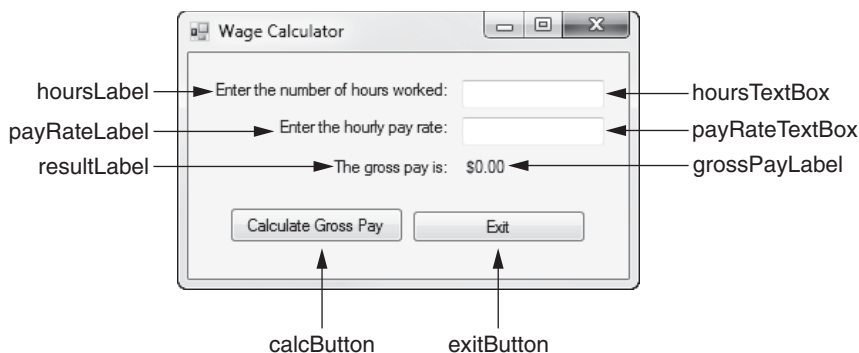 Wage Calculator
hoursLabel Enter the number of hours worked: hoursTextBox
payRateLabel Enter the hourly pay rate: payRateTextBox
resultLabel The gross pay is: $0.00 grossPayLabel
Calculate Gross Pay Exit
calcButton exitButton